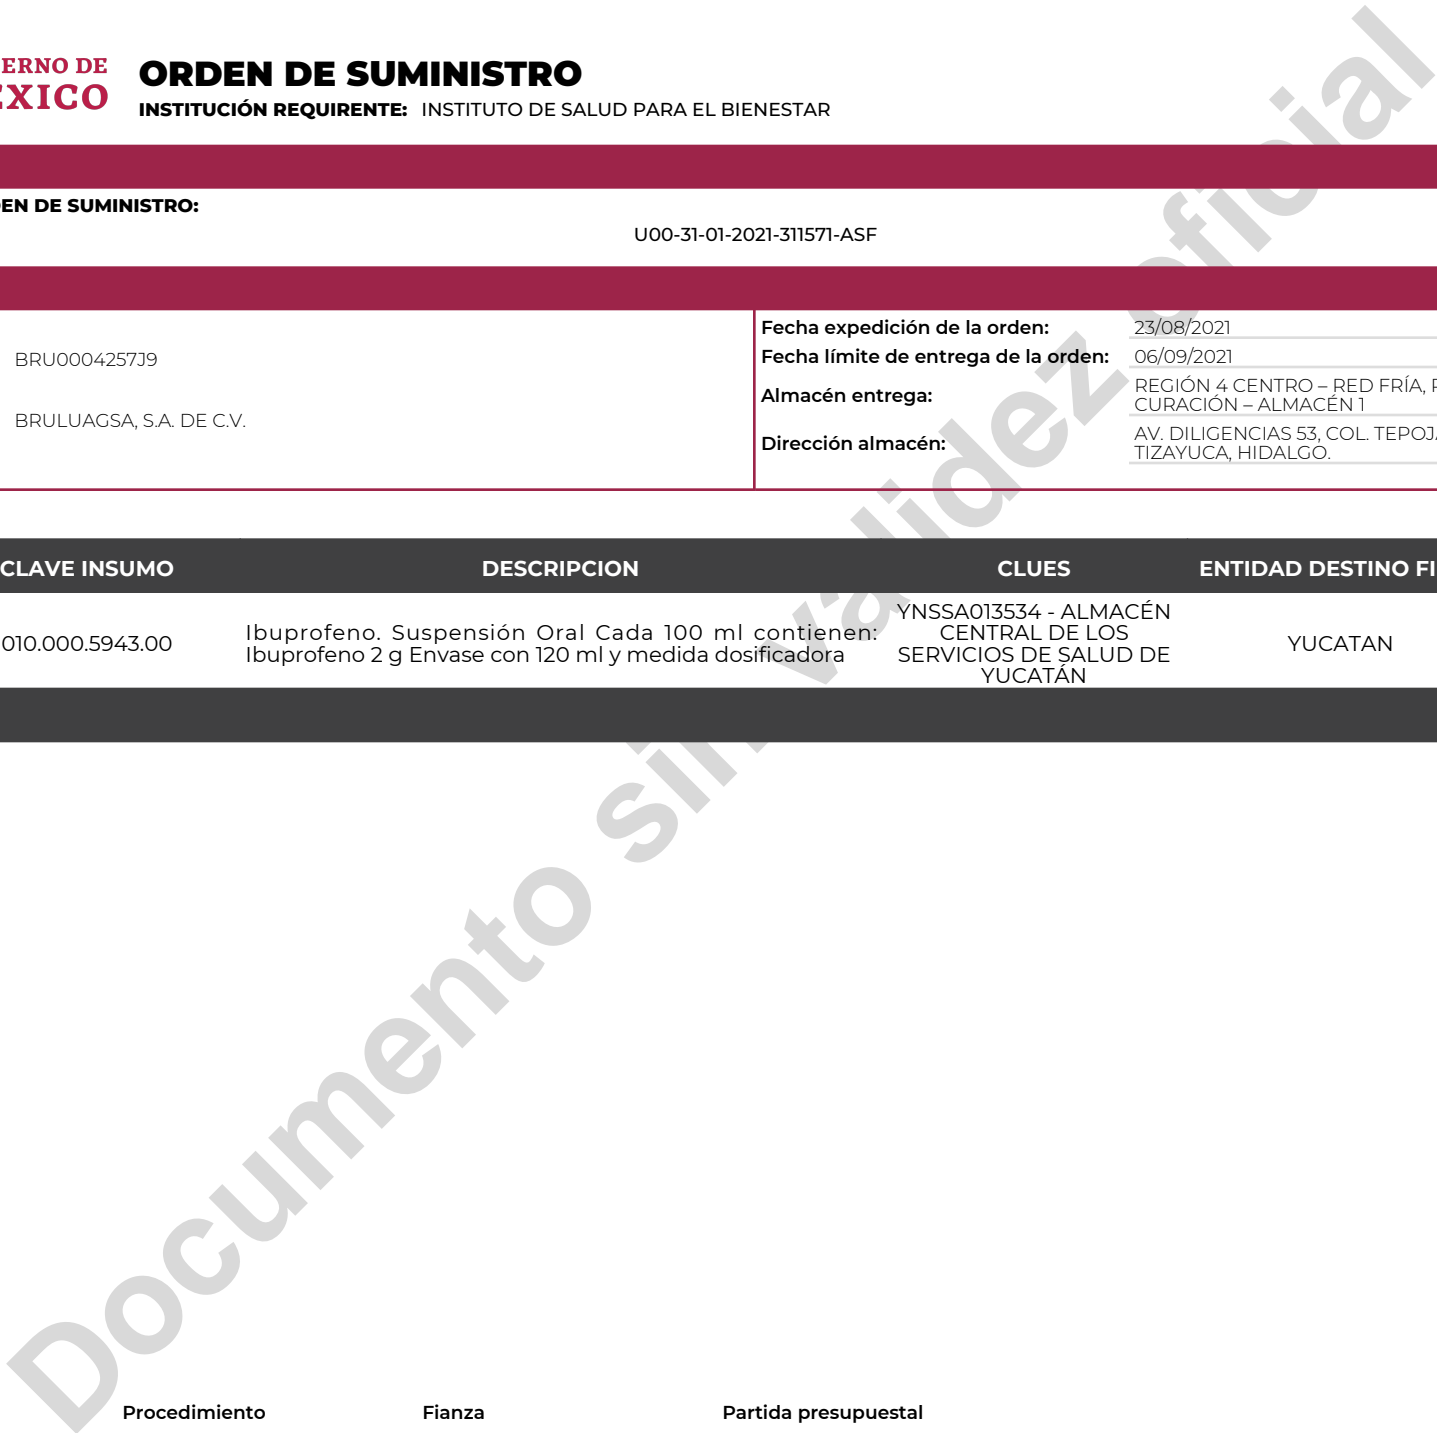 ERNO DE
ÉXICO
ORDEN DE SUMINISTRO
INSTITUCIÓN REQUIRENTE: INSTITUTO DE SALUD PARA EL BIENESTAR
EN DE SUMINISTRO:
U00-31-01-2021-311571-ASF
BRU0004257J9
BRULUAGSA, S.A. DE C.V.
Fecha expedición de la orden: 23/08/2021
Fecha límite de entrega de la orden: 06/09/2021
Almacén entrega: REGIÓN 4 CENTRO – RED FRÍA,
CURACIÓN – ALMACÉN 1
Dirección almacén: AV. DILIGENCIAS 53, COL. TEPOJ
TIZAYUCA, HIDALGO.
CLAVE INSUMO DESCRIPCION CLUES ENTIDAD DESTINO FI
010.000.5943.00
Ibuprofeno. Suspensión Oral Cada 100 ml contienen:
Ibuprofeno 2 g Envase con 120 ml y medida dosificadora
YNSSA013534 - ALMACÉN
CENTRAL DE LOS
SERVICIOS DE SALUD DE
YUCATÁN
YUCATAN
Documento sin validez oficial
Procedimiento Fianza Partida presupuestal